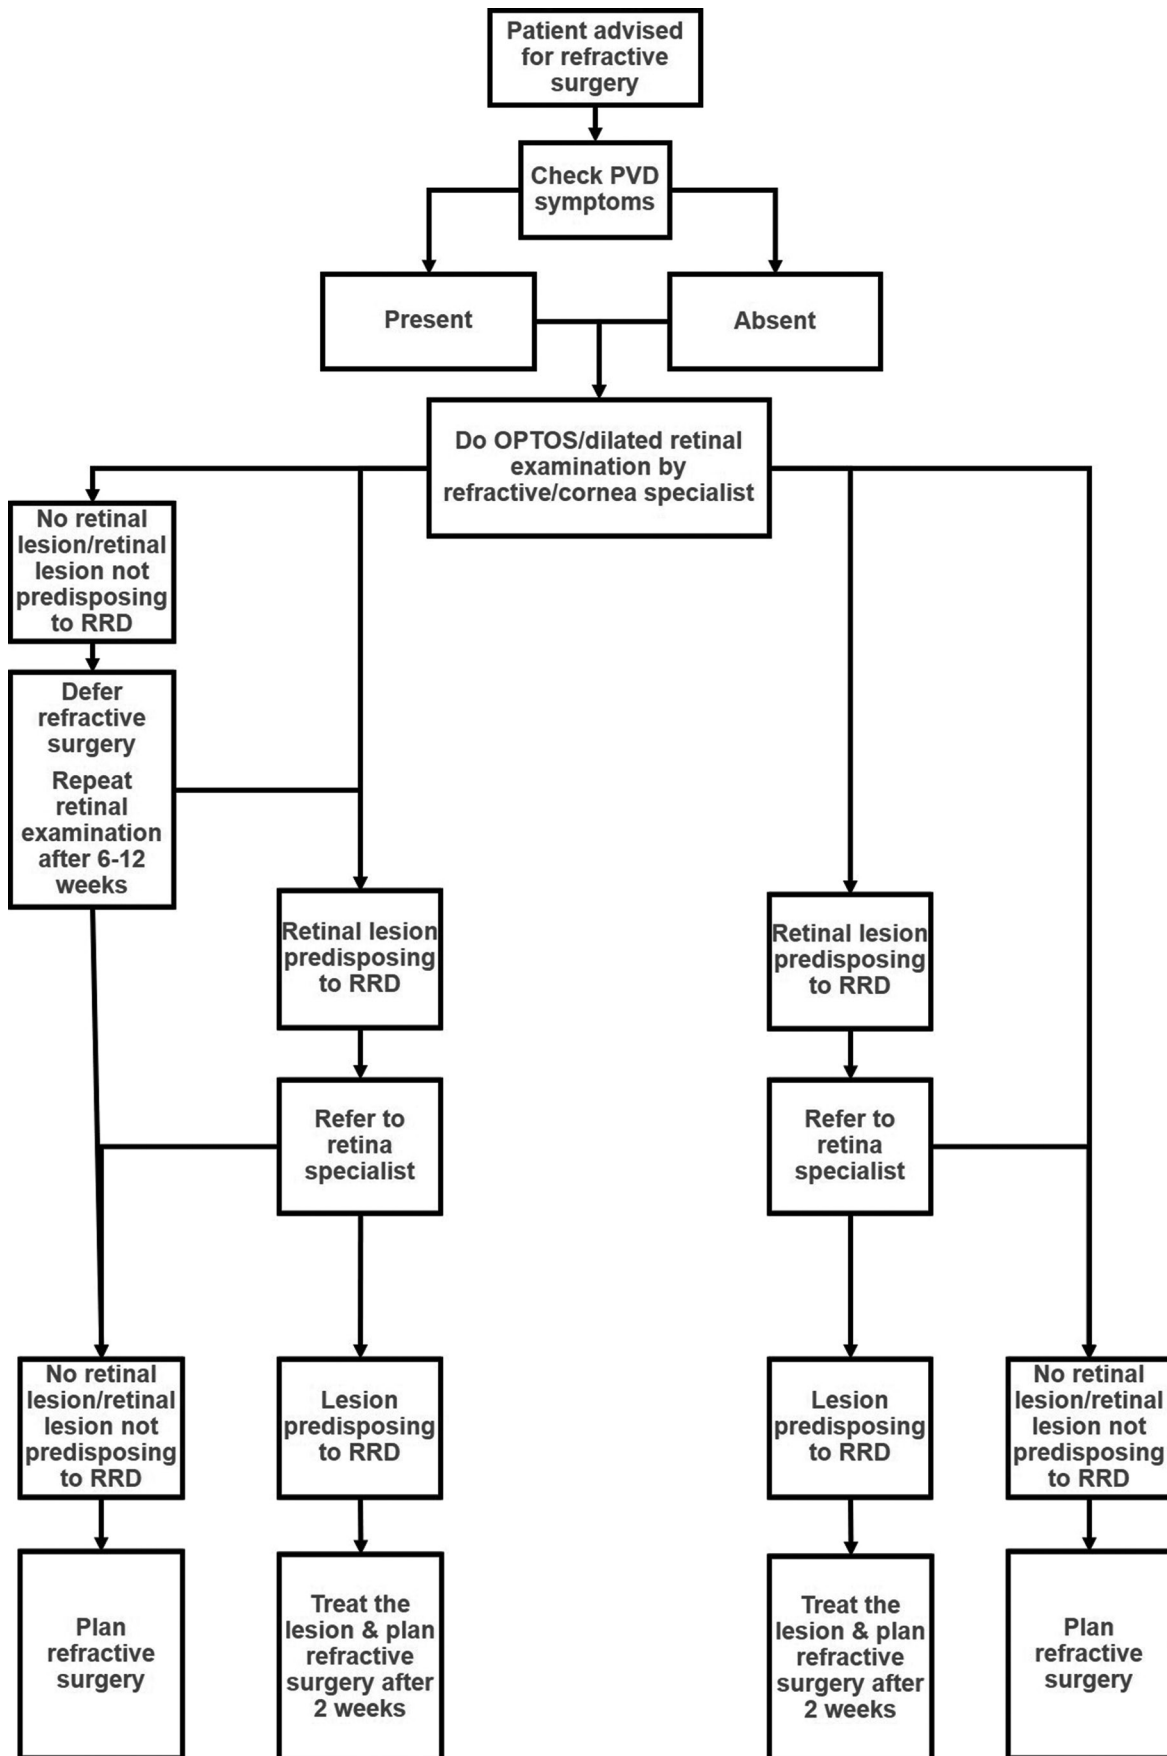 Patient advised
for refractive
surgery
Check PVD
symptoms
Present
Absent
Do OPTOS/dilated retinal
examination by
refractive/cornea specialist
No retinal
lesion/retinal
lesion not
predisposing
to RRD
Defer
refractive
surgery
Repeat
retinal
examination
after 6-12
weeks
Retinal lesion
predisposing
to RRD
Retinal lesion
predisposing
to RRD
Refer to
retina
specialist
Refer to
retina
specialist
No retinal
lesion/retinal
lesion not
predisposing
to RRD
Lesion
predisposing
to RRD
Lesion
predisposing
to RRD
No retinal
lesion/retinal
lesion not
predisposing
to RRD
Plan
refractive
surgery
Treat the
lesion & plan
refractive
surgery after
2 weeks
Treat the
lesion & plan
refractive
surgery after
2 weeks
Plan
refractive
surgery